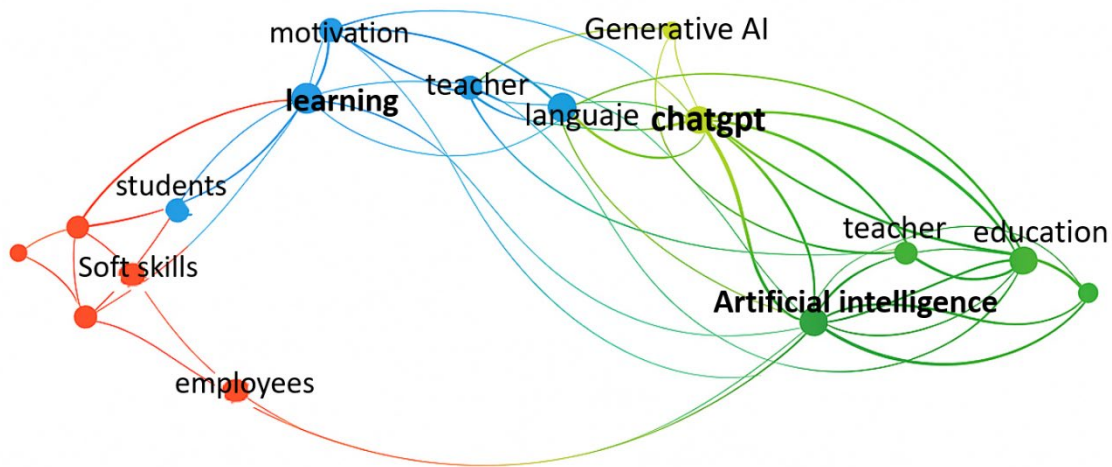 motivation
Generative AI
teacher
learning
languaje
chatgpt
students
teacher
education
Soft skills
Artificial intelligence
employees